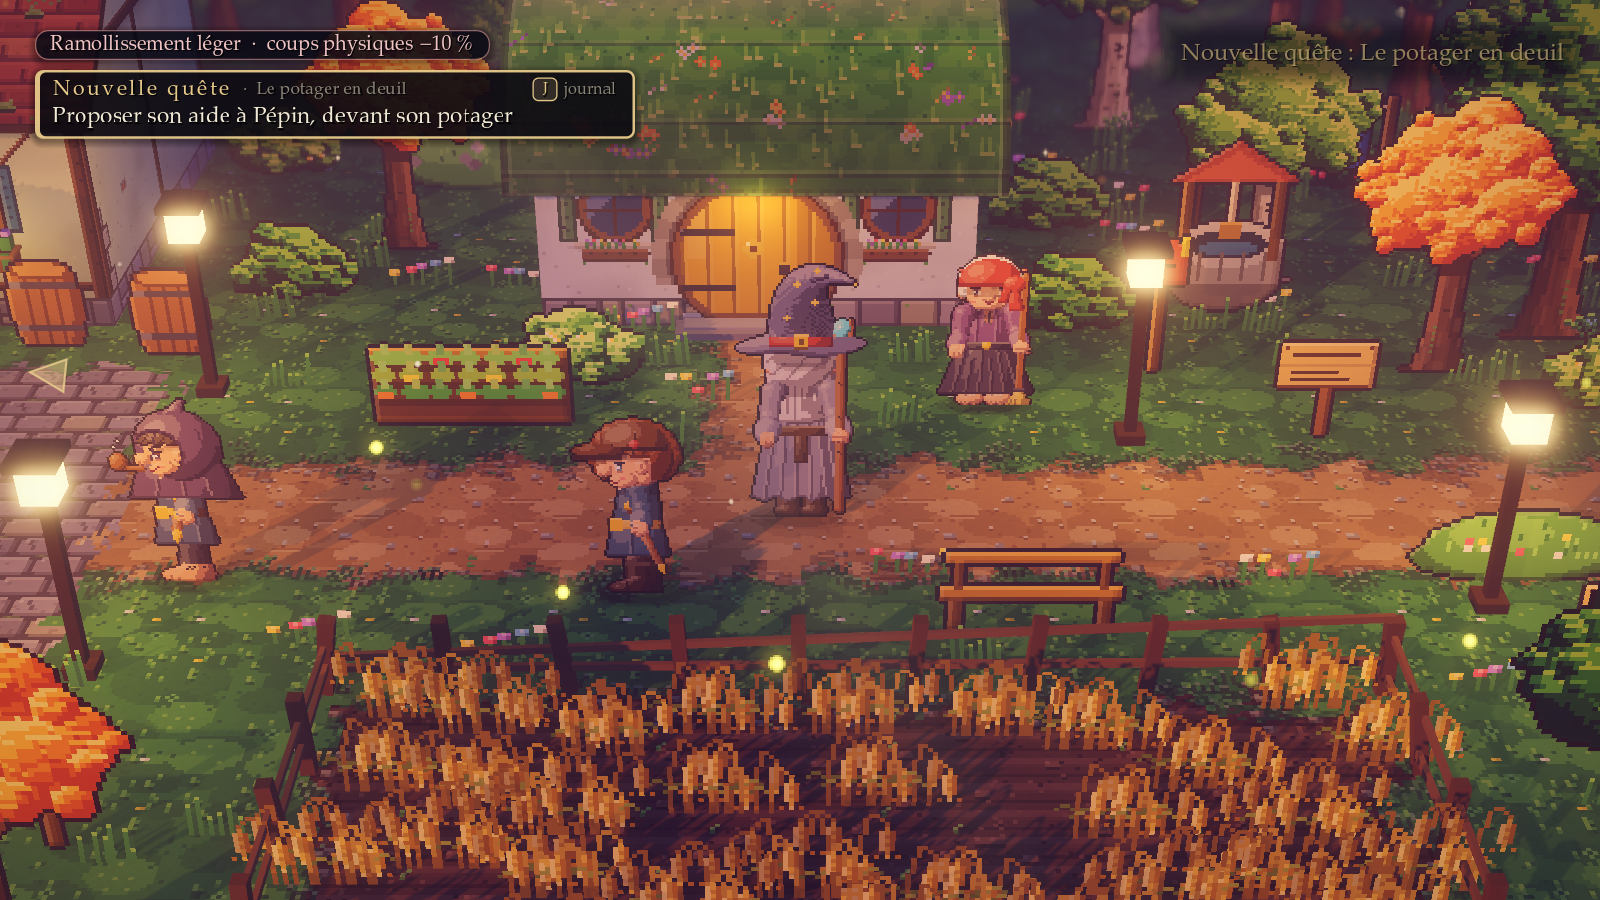 Ramollissement léger · coups physiques −10 %
Nouvelle quête · Le potager en deuil
J journal
Proposer son aide à Pépin, devant son potager
Nouvelle quête : Le potager en deuil